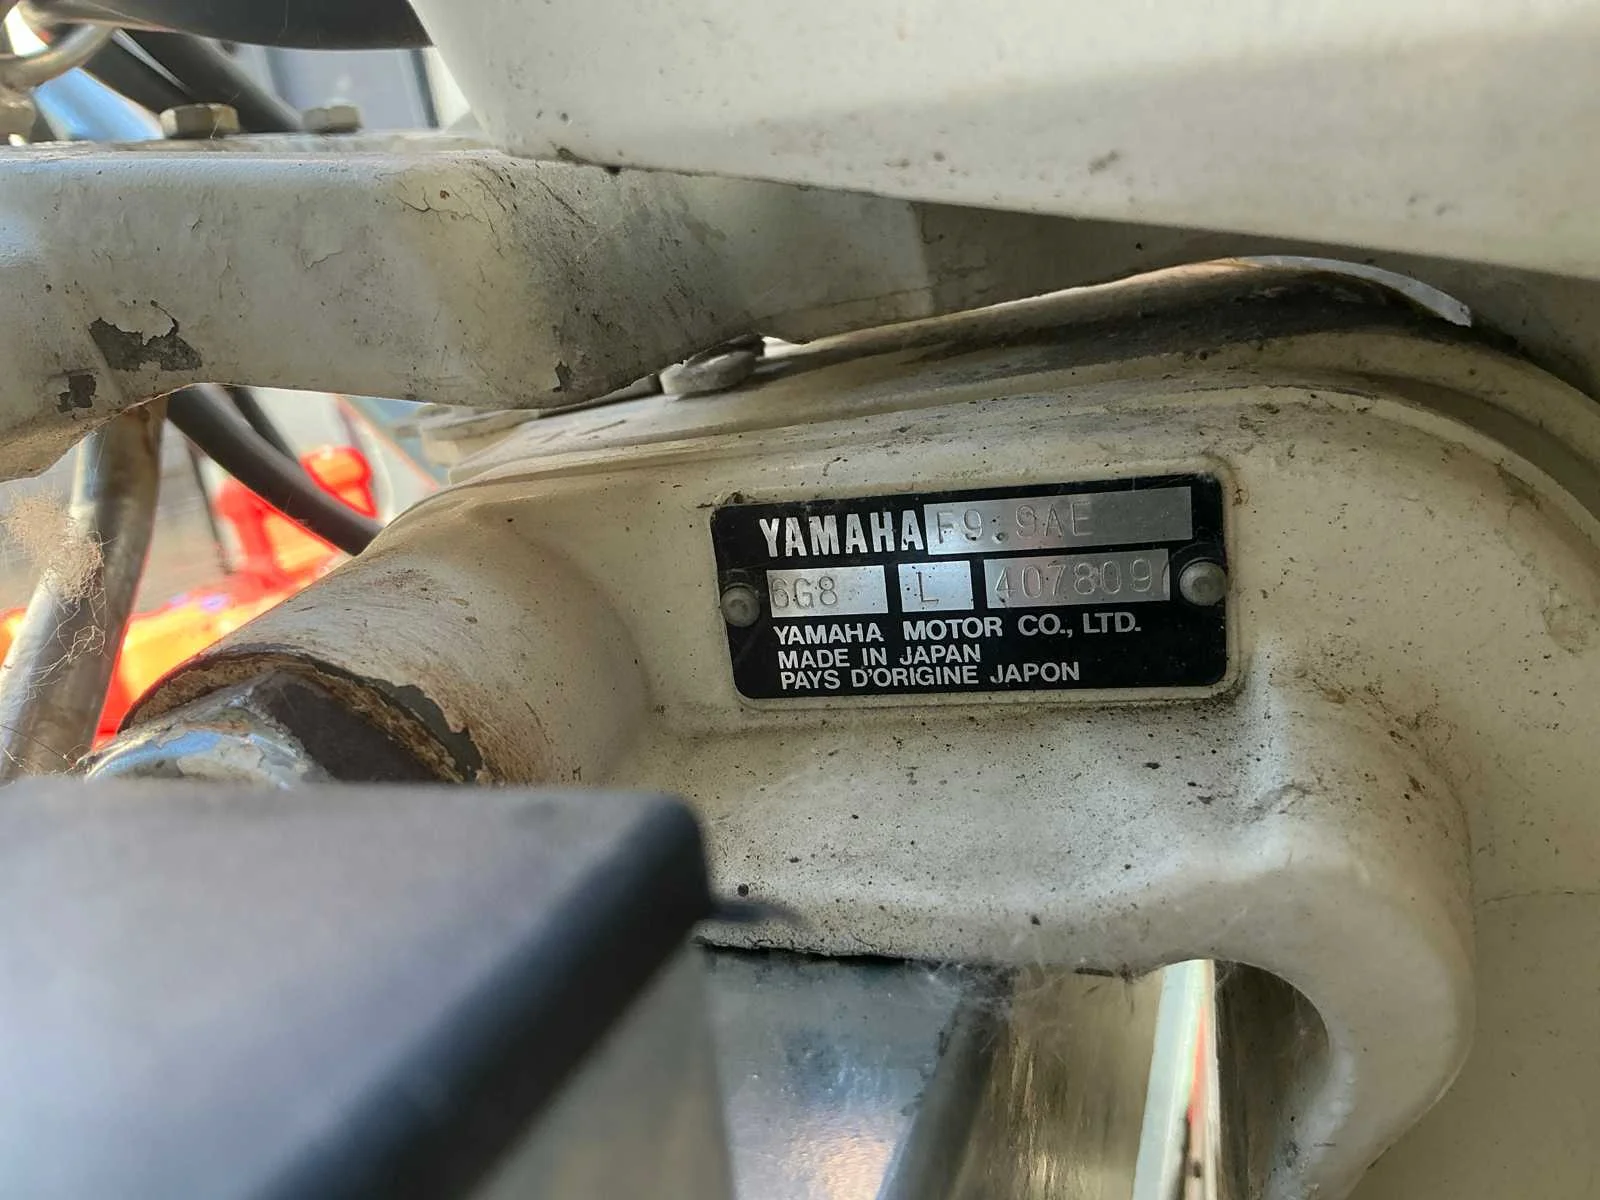 YAMAHA F9.9AE
6G8 L 407809
YAMAHA MOTOR CO., LTD.
MADE IN JAPAN
PAYS D'ORIGINE JAPON